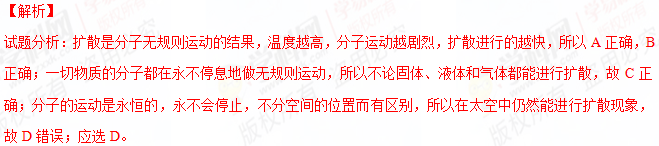 【解析】
试题分析：扩散是分子无规则运动的结果，温度越高，分子运动越剧烈，扩散进行的越快，所以 A 正确，B
正确；一切物质的分子都在永不停息地做无规则运动，所以不论固体、液体和气体都能进行扩散，故 C 正
确；分子的运动是永恒的，永不会停止，不分空间的位置而有区别，所以在太空中仍然能进行扩散现象，
故 D 错误；应选 D。